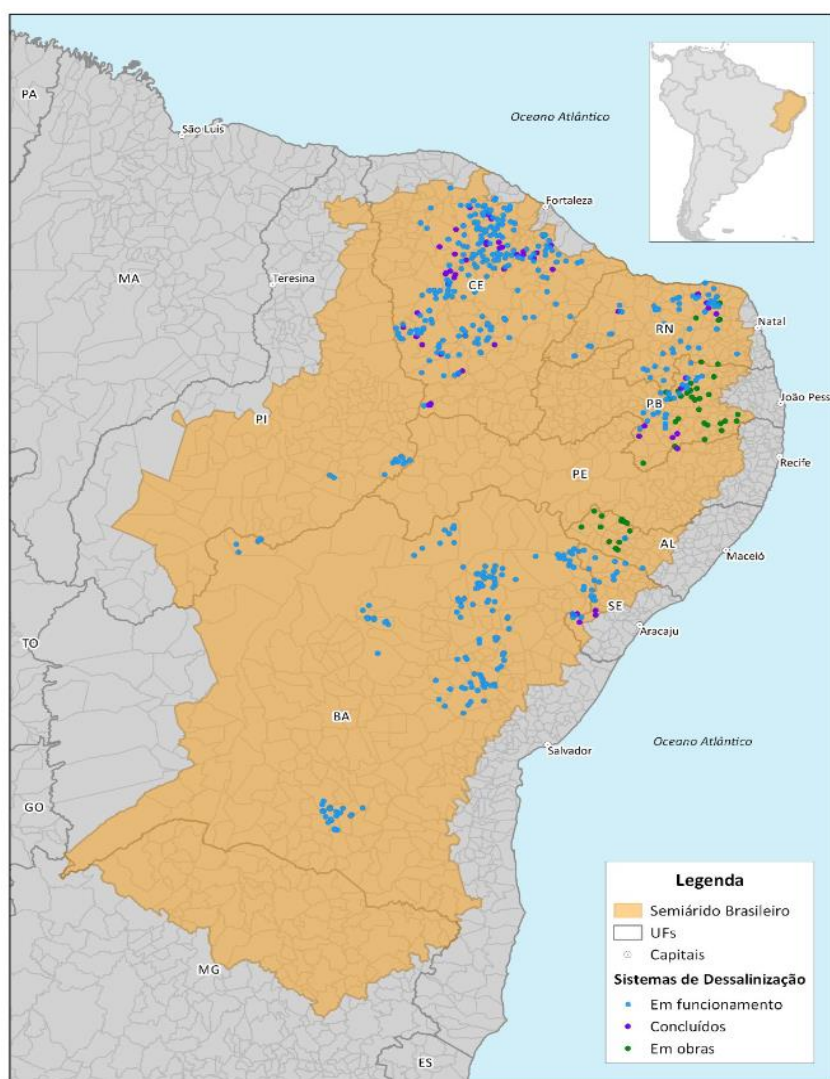 Oceano Atlântico
PA
São Luis
Fortaleza
MA
Teresina
CE
RN
Natal
PB
João Pess
PI
Recife
PE
AL
Maceió
SE
Aracaju
TO
BA
Oceano Atlântico
Salvador
GO
MG
ES
Legenda
Semiárido Brasileiro
UFs
Capitais
Sistemas de Dessalinização
Em funcionamento
Concluídos
Em obras